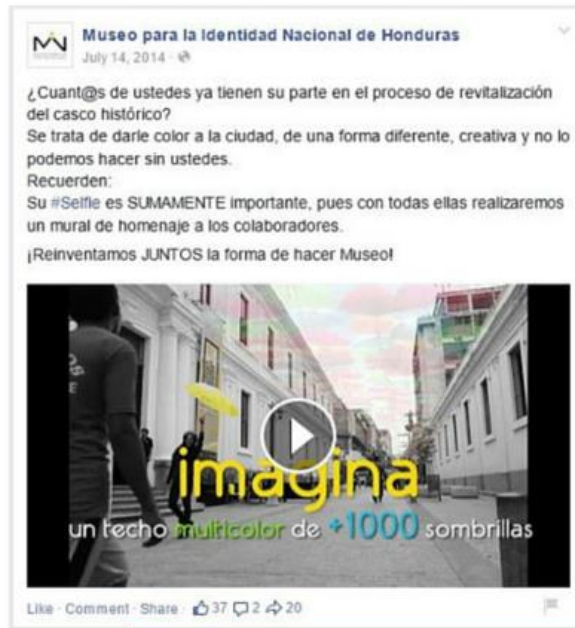 MIN
Museo para la Identidad Nacional de Honduras
July 14, 2014 ·
¿Cuant@s de ustedes ya tienen su parte en el proceso de revitalización
del casco histórico?
Se trata de darle color a la ciudad, de una forma diferente, creativa y no lo
podemos hacer sin ustedes.
Recuerden:
Su #Selfie es SUMAMENTE importante, pues con todas ellas realizaremos
un mural de homenaje a los colaboradores.
¡Reinventamos JUNTOS la forma de hacer Museo!
imagina
un techo multicolor de +1000 sombrillas
Like · Comment · Share · 37 2 20